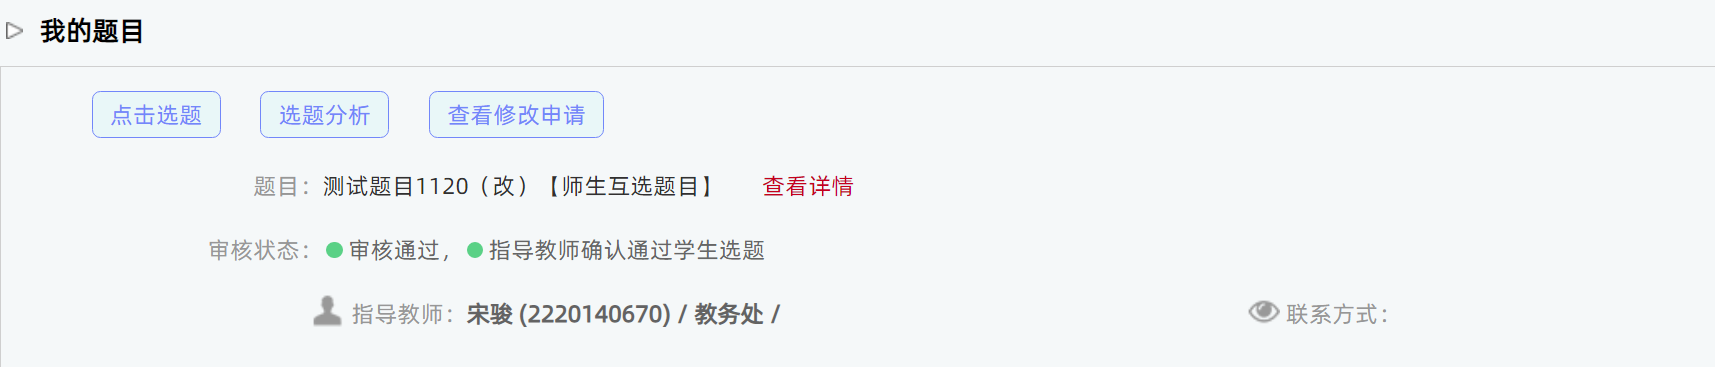 我的题目
点击选题 选题分析 查看修改申请
题目：测试题目1120（改）【师生互选题目】 查看详情
审核状态：审核通过，指导教师确认通过学生选题
指导教师：宋骏 (2220140670) / 教务处 / 联系方式：